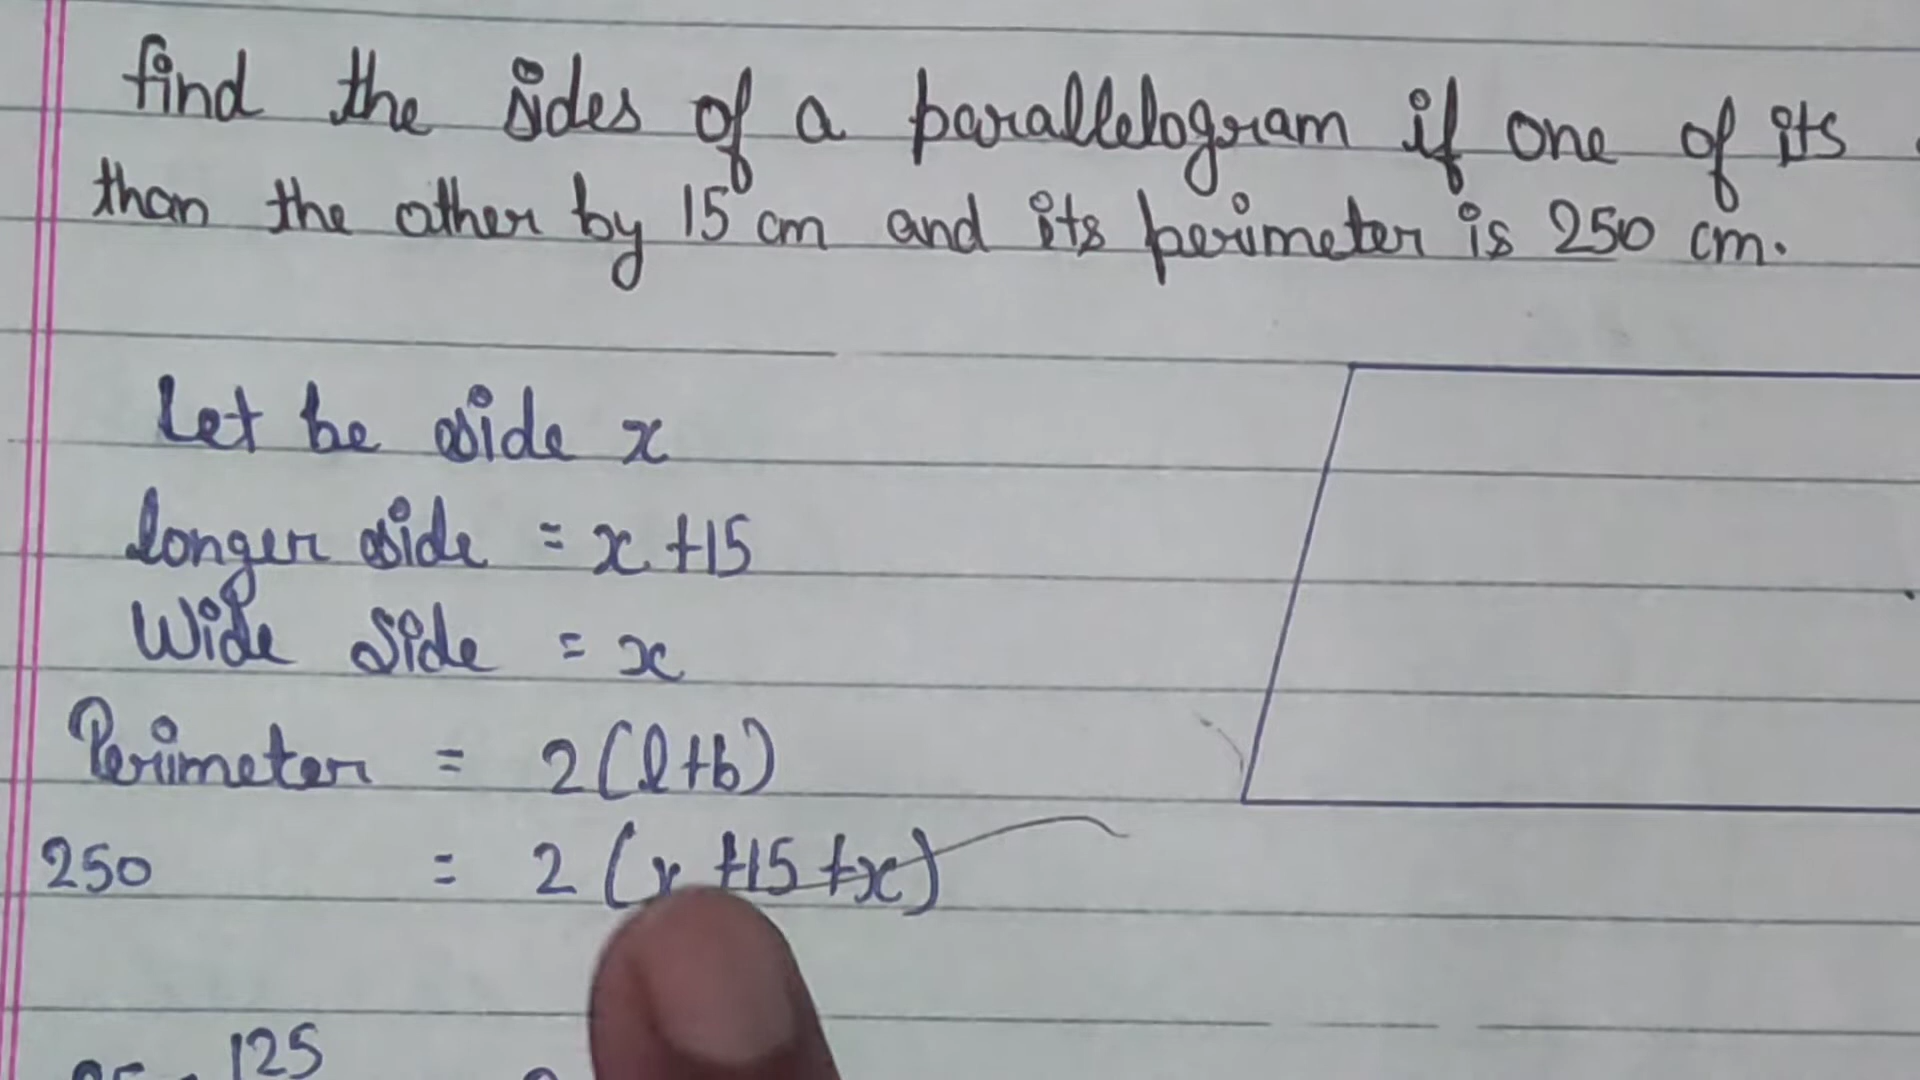 find the sides of a parallelogram if one of its
than the other by 15 cm and its perimeter is 250 cm.
Let be side x
longer side = x +15
Wide Side = x
Perimeter = 2(l+b)
250 = 2 (x +15 +x)
125